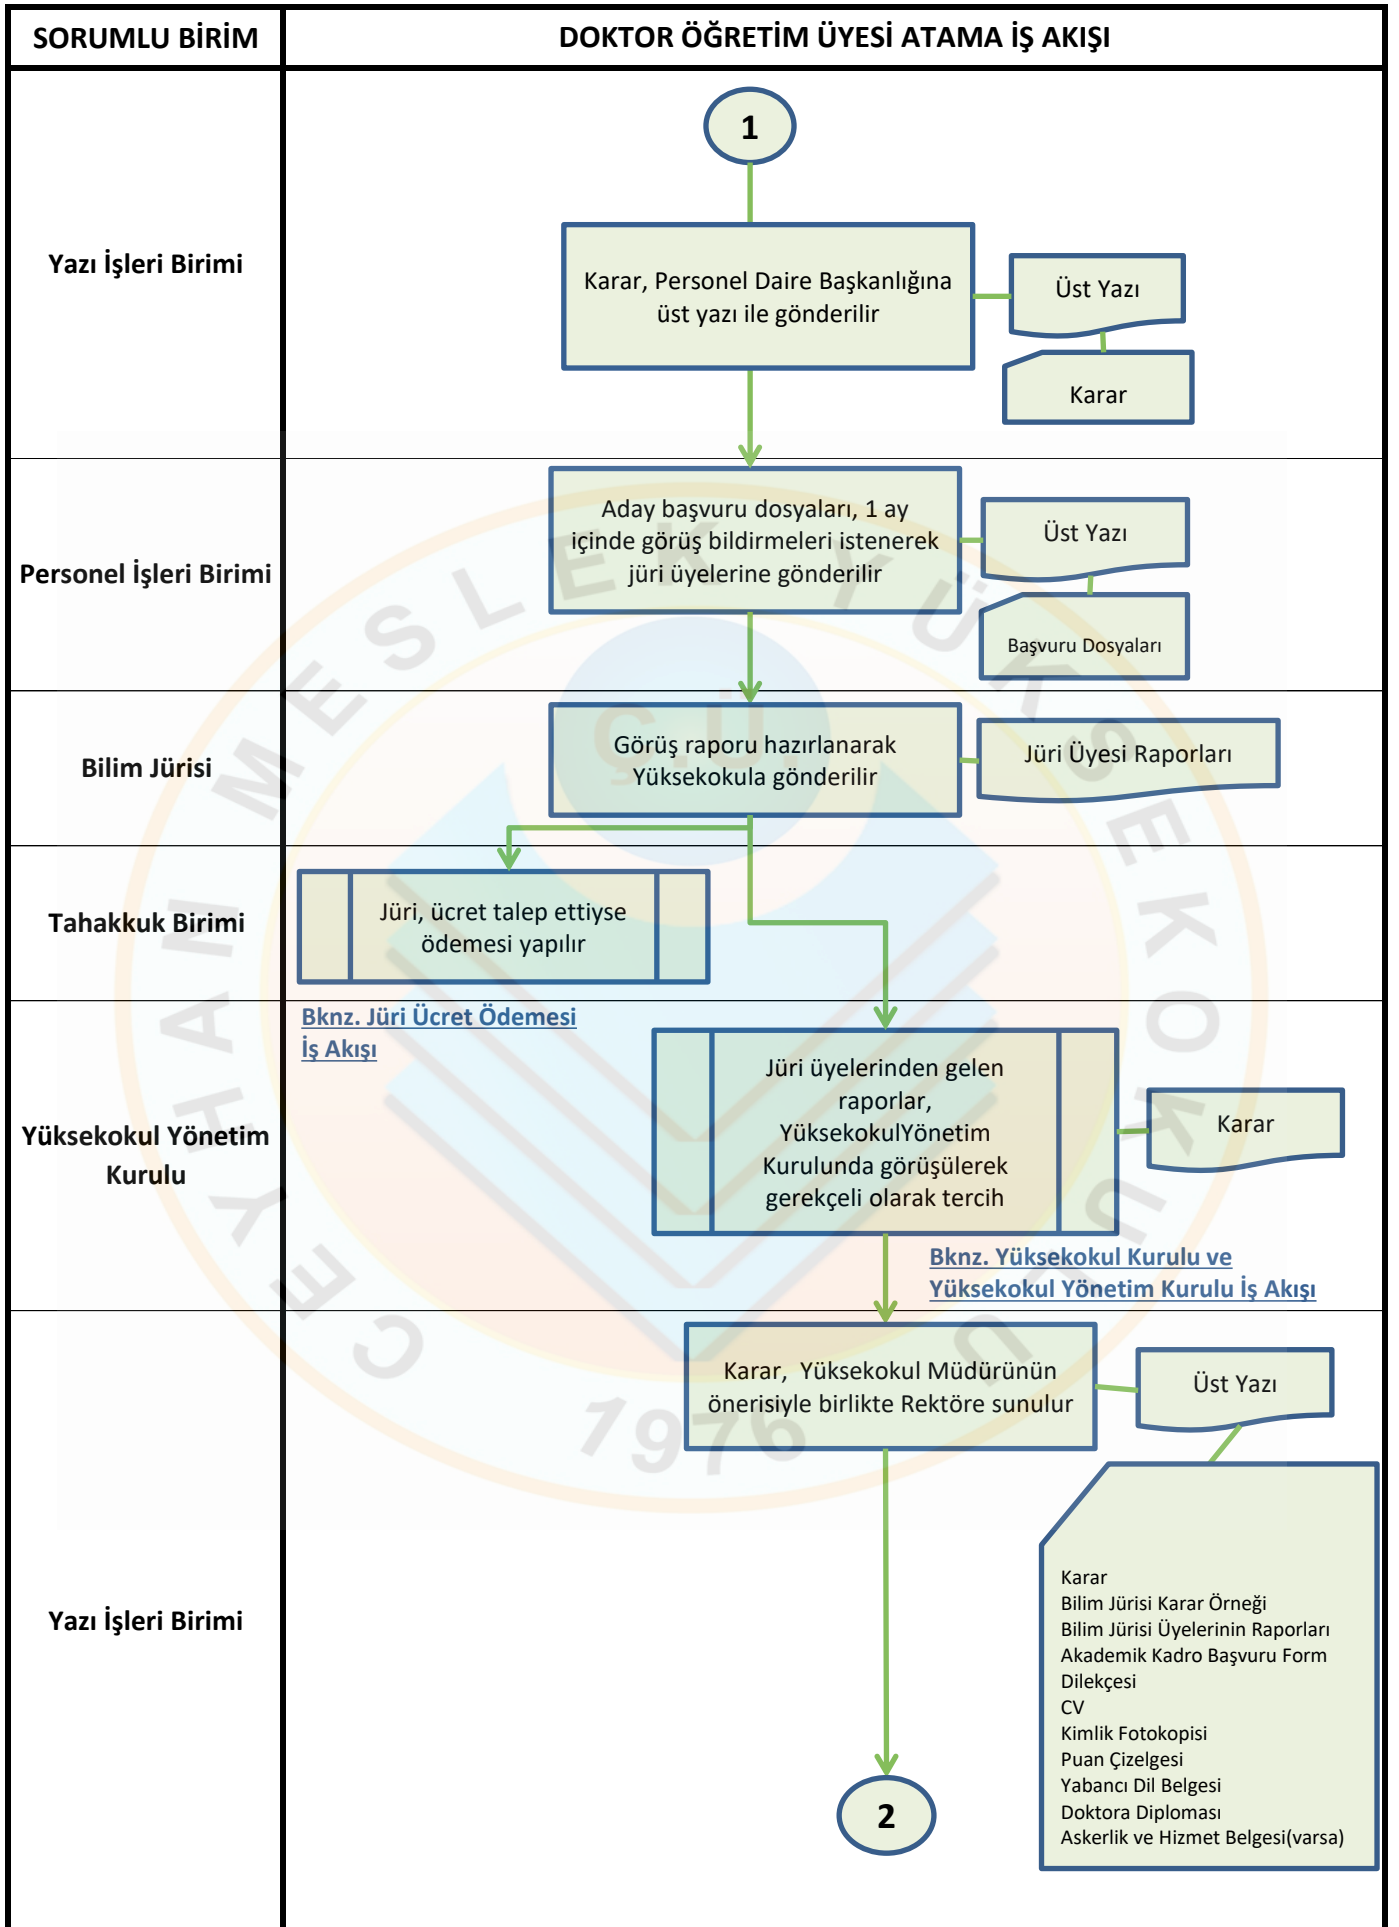 SORUMLU BİRİM
DOKTOR ÖĞRETİM ÜYESİ ATAMA İŞ AKIŞI
1
Yazı İşleri Birimi
Karar, Personel Daire Başkanlığına
üst yazı ile gönderilir
Üst Yazı
Karar
Personel İşleri Birimi
Aday başvuru dosyaları, 1 ay
içinde görüş bildirmeleri istenerek
jüri üyelerine gönderilir
Üst Yazı
Başvuru Dosyaları
Bilim Jürisi
Görüş raporu hazırlanarak
Yüksekokula gönderilir
Jüri Üyesi Raporları
Tahakkuk Birimi
Jüri, ücret talep ettiyse
ödemesi yapılır
Bknz. Jüri Ücret Ödemesi
İş Akışı
Yüksekokul Yönetim
Kurulu
Jüri üyelerinden gelen
raporlar,
YüksekokulYönetim
Kurulunda görüşülerek
gerekçeli olarak tercih
Karar
Bknz. Yüksekokul Kurulu ve
Yüksekokul Yönetim Kurulu İş Akışı
Yazı İşleri Birimi
Karar, Yüksekokul Müdürünün
önerisiyle birlikte Rektöre sunulur
Üst Yazı
Karar
Bilim Jürisi Karar Örneği
Bilim Jürisi Üyelerinin Raporları
Akademik Kadro Başvuru Form
Dilekçesi
CV
Kimlik Fotokopisi
Puan Çizelgesi
Yabancı Dil Belgesi
Doktora Diploması
Askerlik ve Hizmet Belgesi(varsa)
2
CEYHAN MESLEK YÜKSEKOKULU
Ç.Ü.
1976